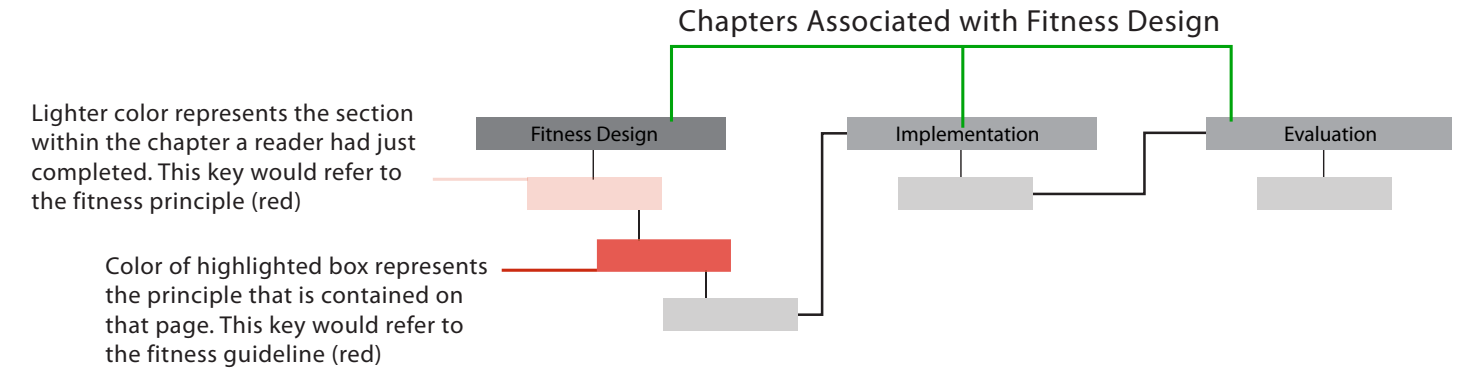 Chapters Associated with Fitness Design
Lighter color represents the section
within the chapter a reader had just
completed. This key would refer to
the fitness principle (red)
Fitness Design
Implementation
Evaluation
Color of highlighted box represents
the principle that is contained on
that page. This key would refer to
the fitness guideline (red)